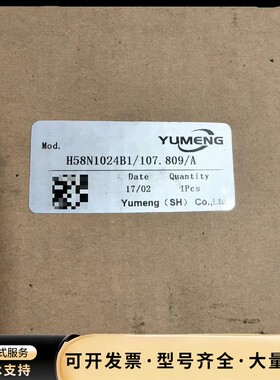 YUMENG
Mod.
H58N1024B1/107.809/A
Date Quantity
17/02 1Pcs
Yumeng (SH) Co.,Ltd
式服务
支持
可开发票·型号齐全·大量